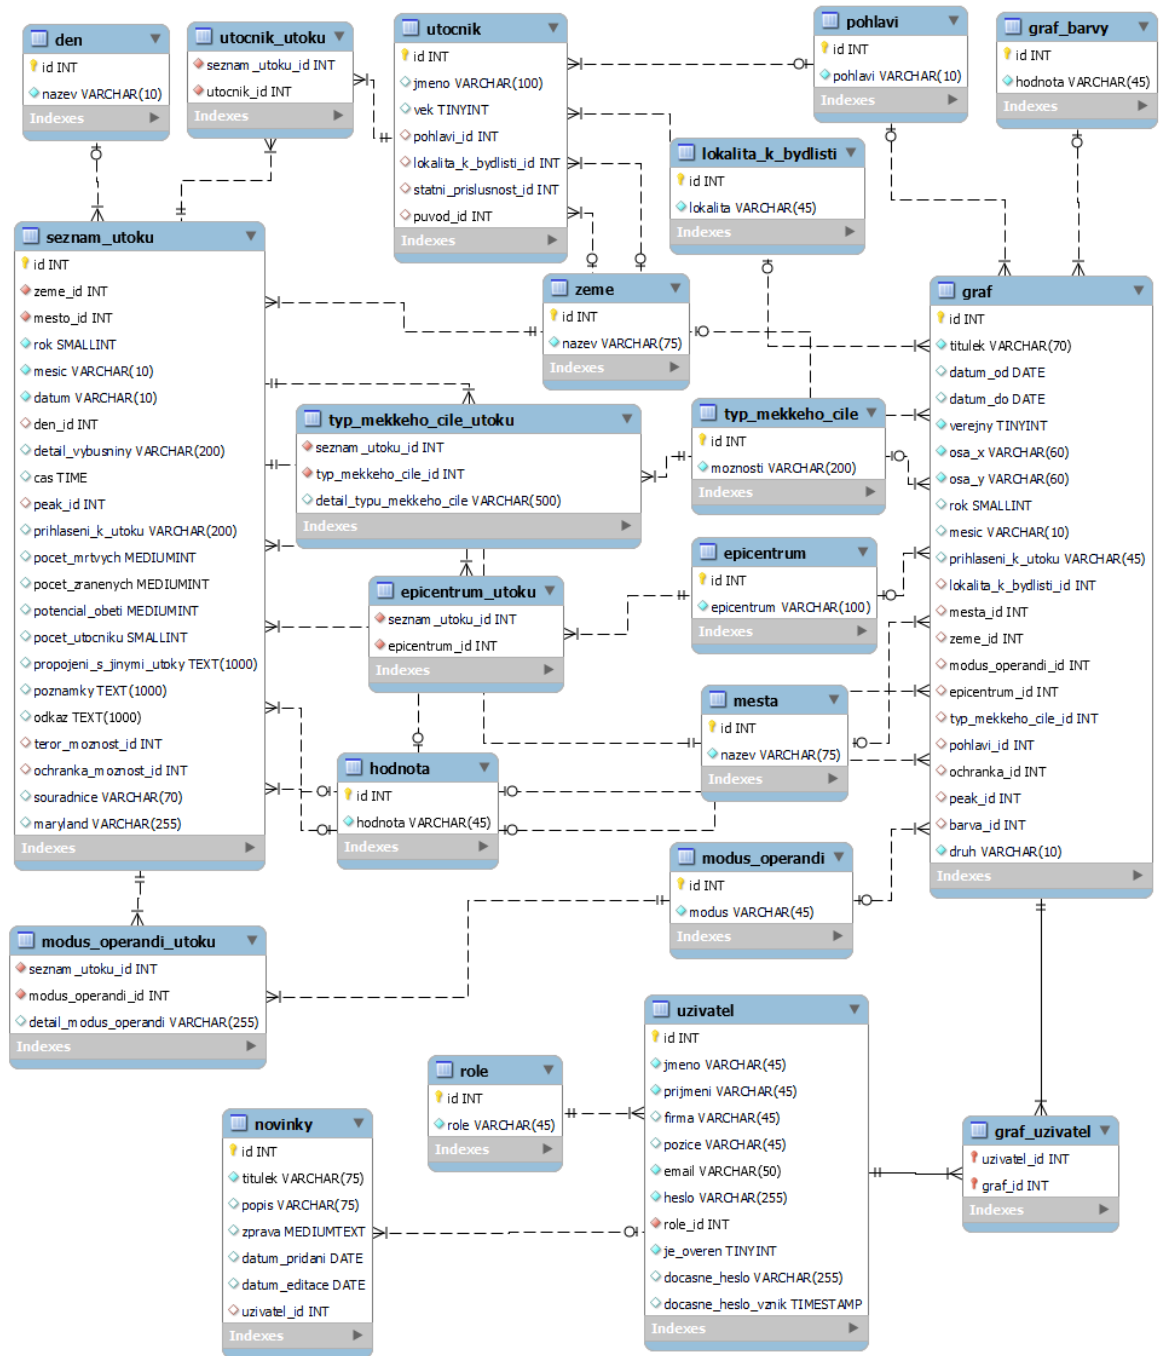 den
id INT
nazev VARCHAR(10)
Indexes
utocnik_utoku
seznam_utoku_id INT
utocnik_id INT
Indexes
utocnik
id INT
jmeno VARCHAR(100)
vek TINYINT
pohlavi_id INT
lokalita_k_bydlisti_id INT
statni_prislusnost_id INT
puvod_id INT
Indexes
pohlavi
id INT
pohlavi VARCHAR(10)
Indexes
graf_barvy
id INT
hodnota VARCHAR(45)
Indexes
lokalita_k_bydlisti
id INT
lokalita VARCHAR(45)
Indexes
seznam_utoku
id INT
zeme_id INT
mesto_id INT
rok SMALLINT
mesic VARCHAR(10)
datum VARCHAR(10)
den_id INT
detail_vybusniny VARCHAR(200)
cas TIME
peak_id INT
prihlaseni_k_utoku VARCHAR(200)
pocet_mrtvych MEDIUMINT
pocet_zranenych MEDIUMINT
potencial_obeti MEDIUMINT
pocet_utocniku SMALLINT
propojeni_s_jinymi_utoky TEXT(1000)
poznamky TEXT(1000)
odkaz TEXT(1000)
teror_moznost_id INT
ochranka_moznost_id INT
souradnice VARCHAR(70)
maryland VARCHAR(255)
Indexes
zeme
id INT
nazev VARCHAR(75)
Indexes
graf
id INT
titulek VARCHAR(70)
datum_od DATE
datum_do DATE
verejny TINYINT
osa_x VARCHAR(60)
osa_y VARCHAR(60)
rok SMALLINT
mesic VARCHAR(10)
prihlaseni_k_utoku VARCHAR(45)
lokalita_k_bydlisti_id INT
mesta_id INT
zeme_id INT
modus_operandi_id INT
epicentrum_id INT
typ_mekkeho_cile_id INT
pohlavi_id INT
ochranka_id INT
peak_id INT
barva_id INT
druh VARCHAR(10)
Indexes
typ_mekkeho_cile_utoku
seznam_utoku_id INT
typ_mekkeho_cile_id INT
detail_typu_mekkeho_cile VARCHAR(500)
Indexes
typ_mekkeho_cile
id INT
moznosti VARCHAR(200)
Indexes
epicentrum
id INT
epicentrum VARCHAR(100)
Indexes
epicentrum_utoku
seznam_utoku_id INT
epicentrum_id INT
Indexes
mesta
id INT
nazev VARCHAR(75)
Indexes
hodnota
id INT
hodnota VARCHAR(45)
Indexes
modus_operandi
id INT
modus VARCHAR(45)
Indexes
modus_operandi_utoku
seznam_utoku_id INT
modus_operandi_id INT
detail_modus_operandi VARCHAR(255)
Indexes
uzivatel
id INT
jmeno VARCHAR(45)
prijmeni VARCHAR(45)
firma VARCHAR(45)
pozice VARCHAR(45)
email VARCHAR(50)
heslo VARCHAR(255)
role_id INT
je_overen TINYINT
docasne_heslo VARCHAR(255)
docasne_heslo_vznik TIMESTAMP
Indexes
role
id INT
role VARCHAR(45)
Indexes
novinky
id INT
titulek VARCHAR(75)
popis VARCHAR(75)
zprava MEDIUMTEXT
datum_pridani DATE
datum_editace DATE
uzivatel_id INT
Indexes
graf_uzivatel
uzivatel_id INT
graf_id INT
Indexes